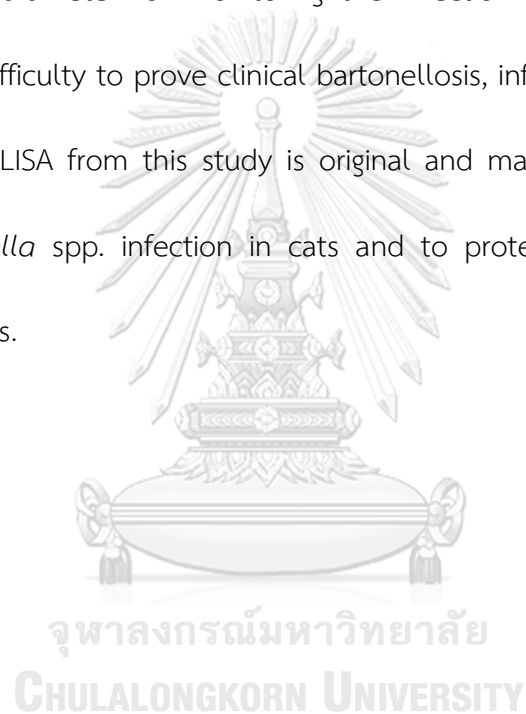 fficulty to prove clinical bartonellosis, inf
LISA from this study is original and ma
lla spp. infection in cats and to prote
s.
จุฬาลงกรณ์มหาวิทยาลัย
CHULALONGKORN UNIVERSITY